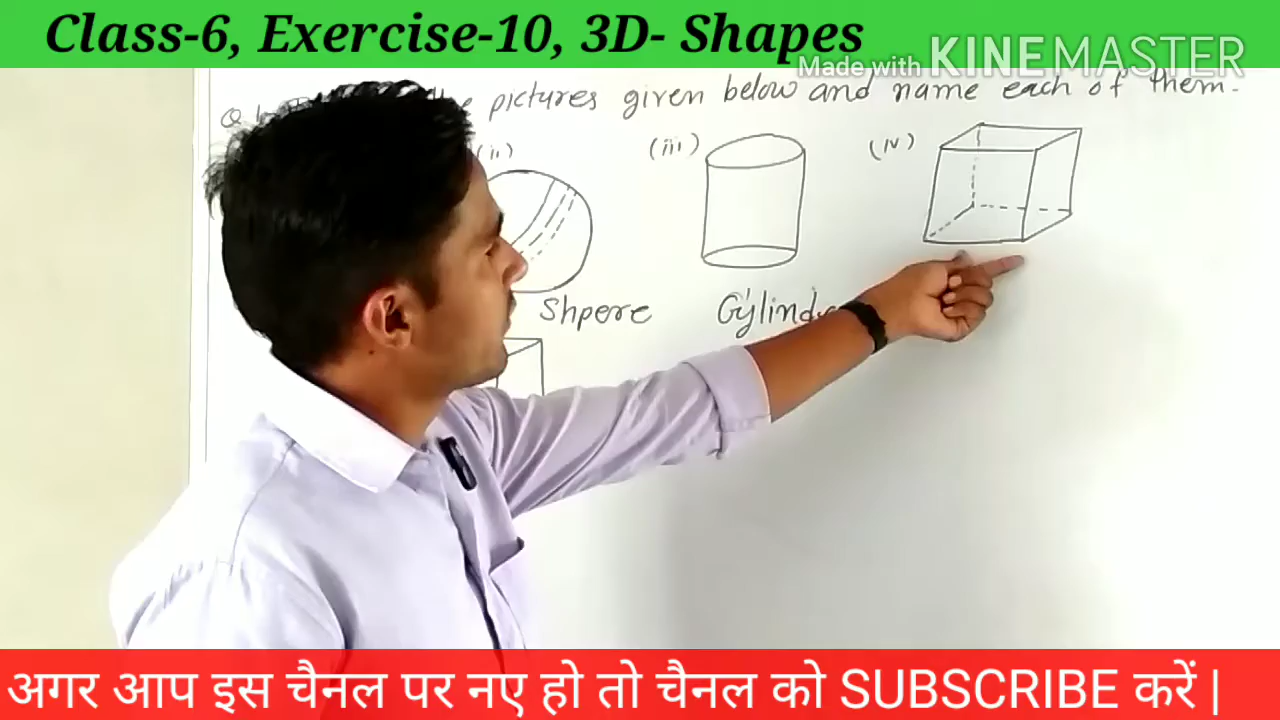 Class-6, Exercise-10, 3D- Shapes
Made with KINEMASTER
the pictures given below and name each of them.
(ii)
(iii)
(iv)
Shpere
अगर आप इस चैनल पर नए हो तो चैनल को SUBSCRIBE करें |